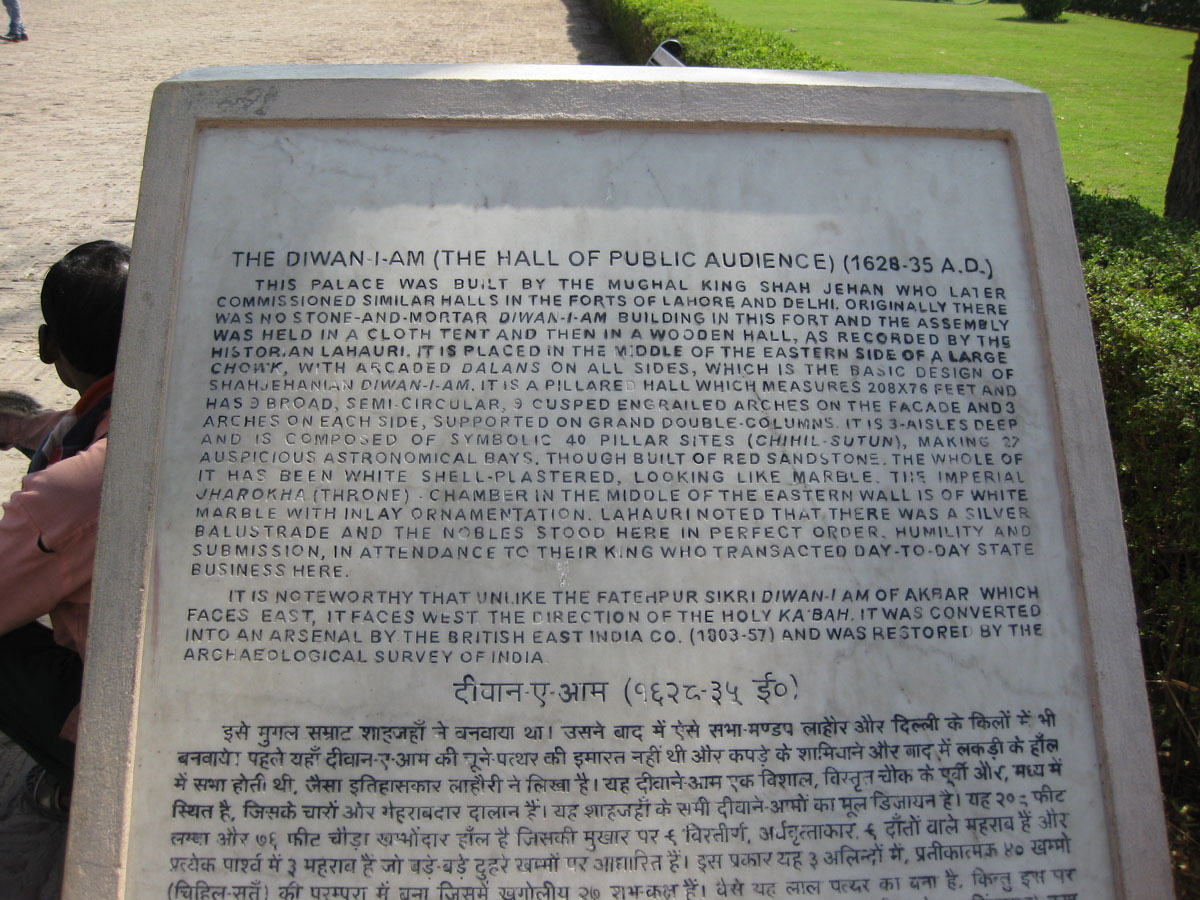 THE DIWAN-I-AM (THE HALL OF PUBLIC AUDIENCE) (1628-35 A.D.)
THIS PALACE WAS BUILT BY THE MUGHAL KING SHAH JEHAN WHO LATER
COMMISSIONED SIMILAR HALLS IN THE FORTS OF LAHORE AND DELHI. ORIGINALLY THERE
WAS NO STONE-AND-MORTAR DIWAN-I-AM BUILDING IN THIS FORT AND THE ASSEMBLY
WAS HELD IN A CLOTH TENT AND THEN IN A WOODEN HALL, AS RECORDED BY THE
HISTORIAN LAHAURI. IT IS PLACED IN THE MIDDLE OF THE EASTERN SIDE OF A LARGE
CHOWK, WITH ARCADED DALANS ON ALL SIDES, WHICH IS THE BASIC DESIGN OF
SHAHJEHANIAN DIWAN-I-AM. IT IS A PILLARED HALL WHICH MEASURES 208X76 FEET AND
HAS 9 BROAD, SEMI-CIRCULAR, 9 CUSPED ENGRAILED ARCHES ON THE FACADE AND 3
ARCHES ON EACH SIDE, SUPPORTED ON GRAND DOUBLE-COLUMNS. IT IS 3-AISLES DEEP
AND IS COMPOSED OF SYMBOLIC 40 PILLAR SITES (CHIHIL-SUTUN), MAKING 27
AUSPICIOUS ASTRONOMICAL BAYS. THOUGH BUILT OF RED SANDSTONE. THE WHOLE OF
IT HAS BEEN WHITE SHELL-PLASTERED, LOOKING LIKE MARBLE. THE IMPERIAL
JHAROKHA (THRONE) - CHAMBER IN THE MIDDLE OF THE EASTERN WALL IS OF WHITE
MARBLE WITH INLAY ORNAMENTATION. LAHAURI NOTED THAT THERE WAS A SILVER
BALUSTRADE AND THE NOBLES STOOD HERE IN PERFECT ORDER, HUMILITY AND
SUBMISSION, IN ATTENDANCE TO THEIR KING WHO TRANSACTED DAY-TO-DAY STATE
BUSINESS HERE.
IT IS NOTEWORTHY THAT UNLIKE THE FATEHPUR SIKRI DIWAN-I AM OF AKBAR WHICH
FACES EAST, IT FACES WEST THE DIRECTION OF THE HOLY KA'BAH. IT WAS CONVERTED
INTO AN ARSENAL BY THE BRITISH EAST INDIA CO. (1803-57) AND WAS RESTORED BY THE
ARCHAEOLOGICAL SURVEY OF INDIA.
दीवान-ए-आम (१६२८-३५ ई०)
इसे मुगल सम्राट शाहजहाँ ने बनवाया था। उसने बाद में ऐसे सभा-मण्डप लाहौर और दिल्ली के किलों में भी
बनवाये। पहले यहाँ दीवान-ए-आम की चूने-पत्थर की इमारत नहीं थी और कपड़े के शामियाने और बाद में लकड़ी के हॉल
में सभा होती थी, जैसा इतिहासकार लाहौरी ने लिखा है। यह दीवाने-आम एक विशाल, विस्तृत चौक के पूर्वी और, मध्य में
स्थित है, जिसके चारों ओर मेहराबदार दालान हैं। यह शाहजहाँ के सभी दीवाने-आमों का मूल डिजायन है। यह फीट
लम्बा और ७६ फीट चौड़ा खम्भोंदार हॉल है जिसकी मुखार पर ९ विस्तीर्ण, अर्धवृत्ताकार, ९ दाँतों वाले महराब हैं और
प्रत्येक पार्श्व में ३ महराब है जो बड़े-बड़े दुहरे खम्भों पर आधारित हैं। इस प्रकार यह ३ अलिन्दों में, प्रतीकात्मक ४० खम्भो
(चिहिल-सतूँ) की परम्परा में बना जिसमें खगोलीय २७ शुभ-कक्ष हैं। वैसे यह लाल पत्थर का बना है, किन्तु इस पर